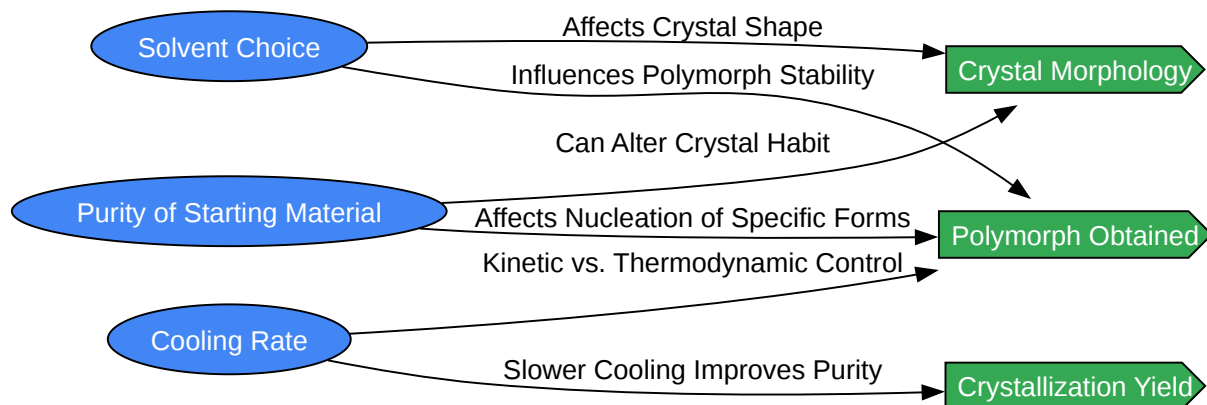 Solvent Choice
Affects Crystal Shape
Crystal Morphology
Influences Polymorph Stability
Can Alter Crystal Habit
Purity of Starting Material
Affects Nucleation of Specific Forms
Polymorph Obtained
Kinetic vs. Thermodynamic Control
Cooling Rate
Slower Cooling Improves Purity
Crystallization Yield